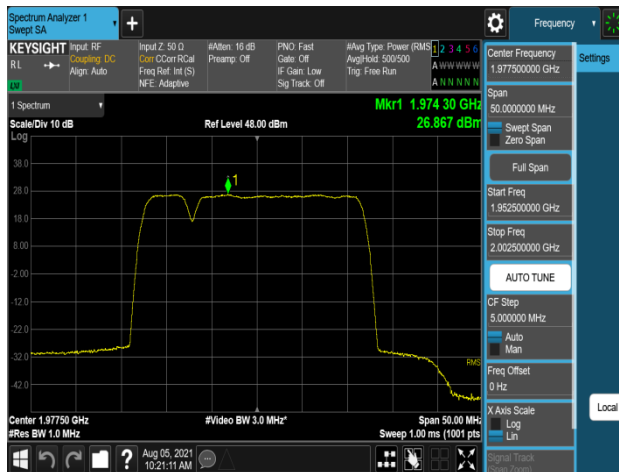 Spectrum Analyzer 1
Swept SA
Frequency
KEYSIGHT
RL
Input: RF
Coupling: DC
Align: Auto
Input Z: 50 Ω
Corr CCorr RCal
Freq Ref: Int (S)
NFE: Adaptive
#Atten: 16 dB
Preamp: Off
PNO: Fast
Gate: Off
IF Gain: Low
Sig Track: Off
#Avg Type: Power (RMS
Avg|Hold: 500/500
Trig: Free Run
1 2 3 4 5 6
A W W W W W
A N N N N N
1 Spectrum
Scale/Div 10 dB
Ref Level 48.00 dBm
Mkr1 1.974 30 GHz
26.867 dBm
Log
38.0
28.0
18.0
8.00
-2.00
-12.0
-22.0
-32.0
-42.0
1
RMS
Center 1.97750 GHz
#Res BW 1.0 MHz
#Video BW 3.0 MHz*
Span 50.00 MHz
Sweep 1.00 ms (1001 pts)
Aug 05, 2021
10:21:11 AM
Center Frequency
1.977500000 GHz
Settings
Span
50.0000000 MHz
Swept Span
Zero Span
Full Span
Start Freq
1.952500000 GHz
Stop Freq
2.002500000 GHz
AUTO TUNE
CF Step
5.000000 MHz
Auto
Man
Freq Offset
0 Hz
X Axis Scale
Log
Lin
Local
Signal Track
(Span Zoom)